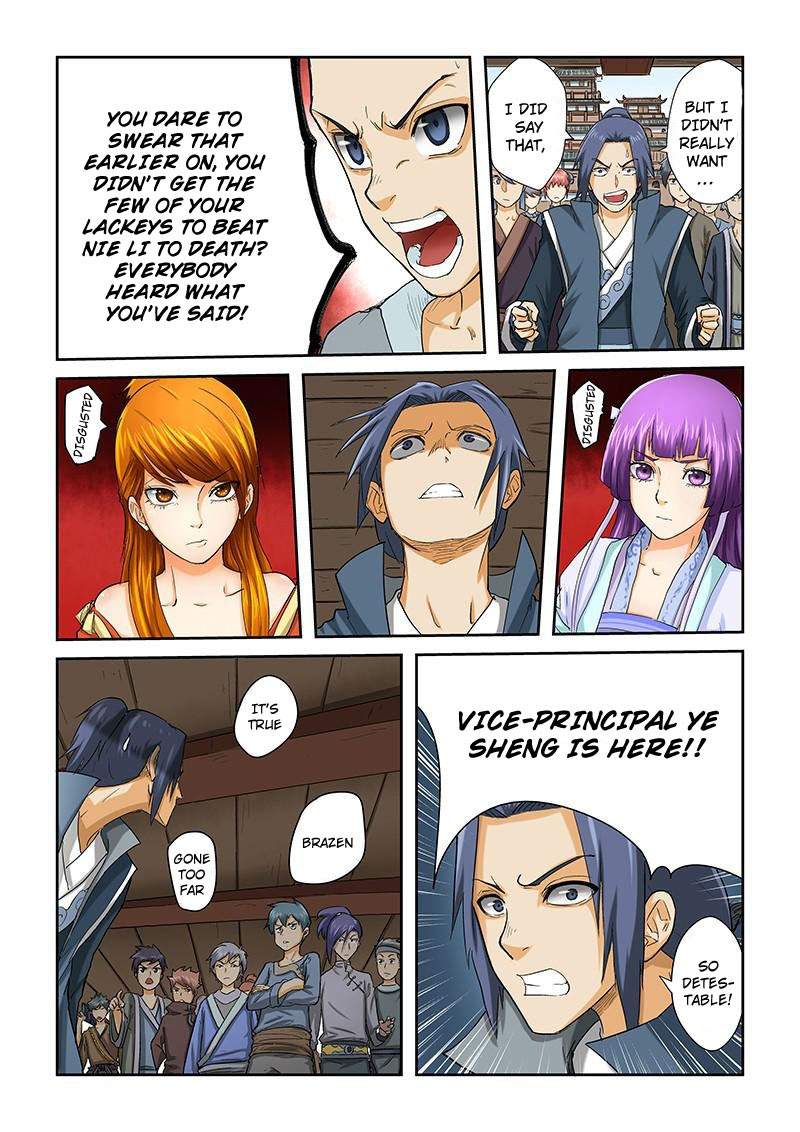 YOU DARE TO
SWEAR THAT
EARLIER ON, YOU
DIDN'T GET THE
FEW OF YOUR
LACKEYS TO BEAT
NIE LI TO DEATH?
EVERYBODY
HEARD WHAT
YOU'VE SAID!
I DID
SAY
THAT,
BUT I
DIDN'T
REALLY
WANT
...
DISGUSTED
DISGUSTED
IT'S
TRUE
BRAZEN
GONE
TOO
FAR
VICE-PRINCIPAL YE
SHENG IS HERE!!
SO
DETES-
TABLE!